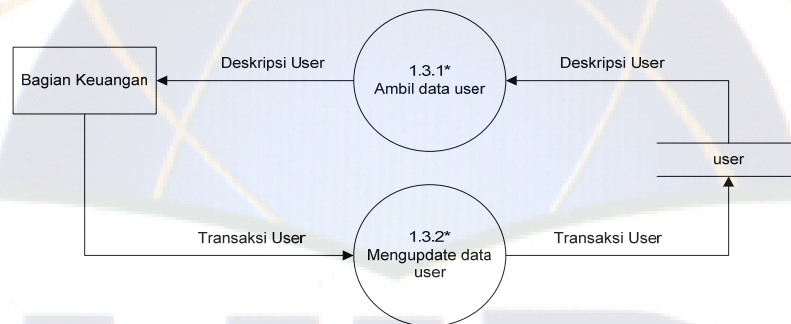 Deskripsi User
1.3.1*
Ambil data user
Deskripsi User
Bagian Keuangan
user
Transaksi User
1.3.2*
Mengupdate data
user
Transaksi User